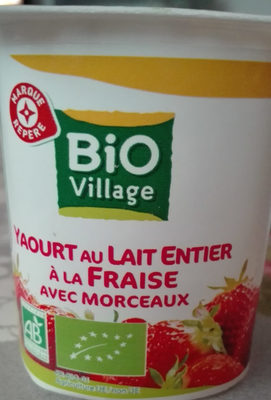 MARQUE
REPÈRE
BiO
Village
YAOURT AU LAIT ENTIER
À LA FRAISE
AVEC MORCEAUX
AB